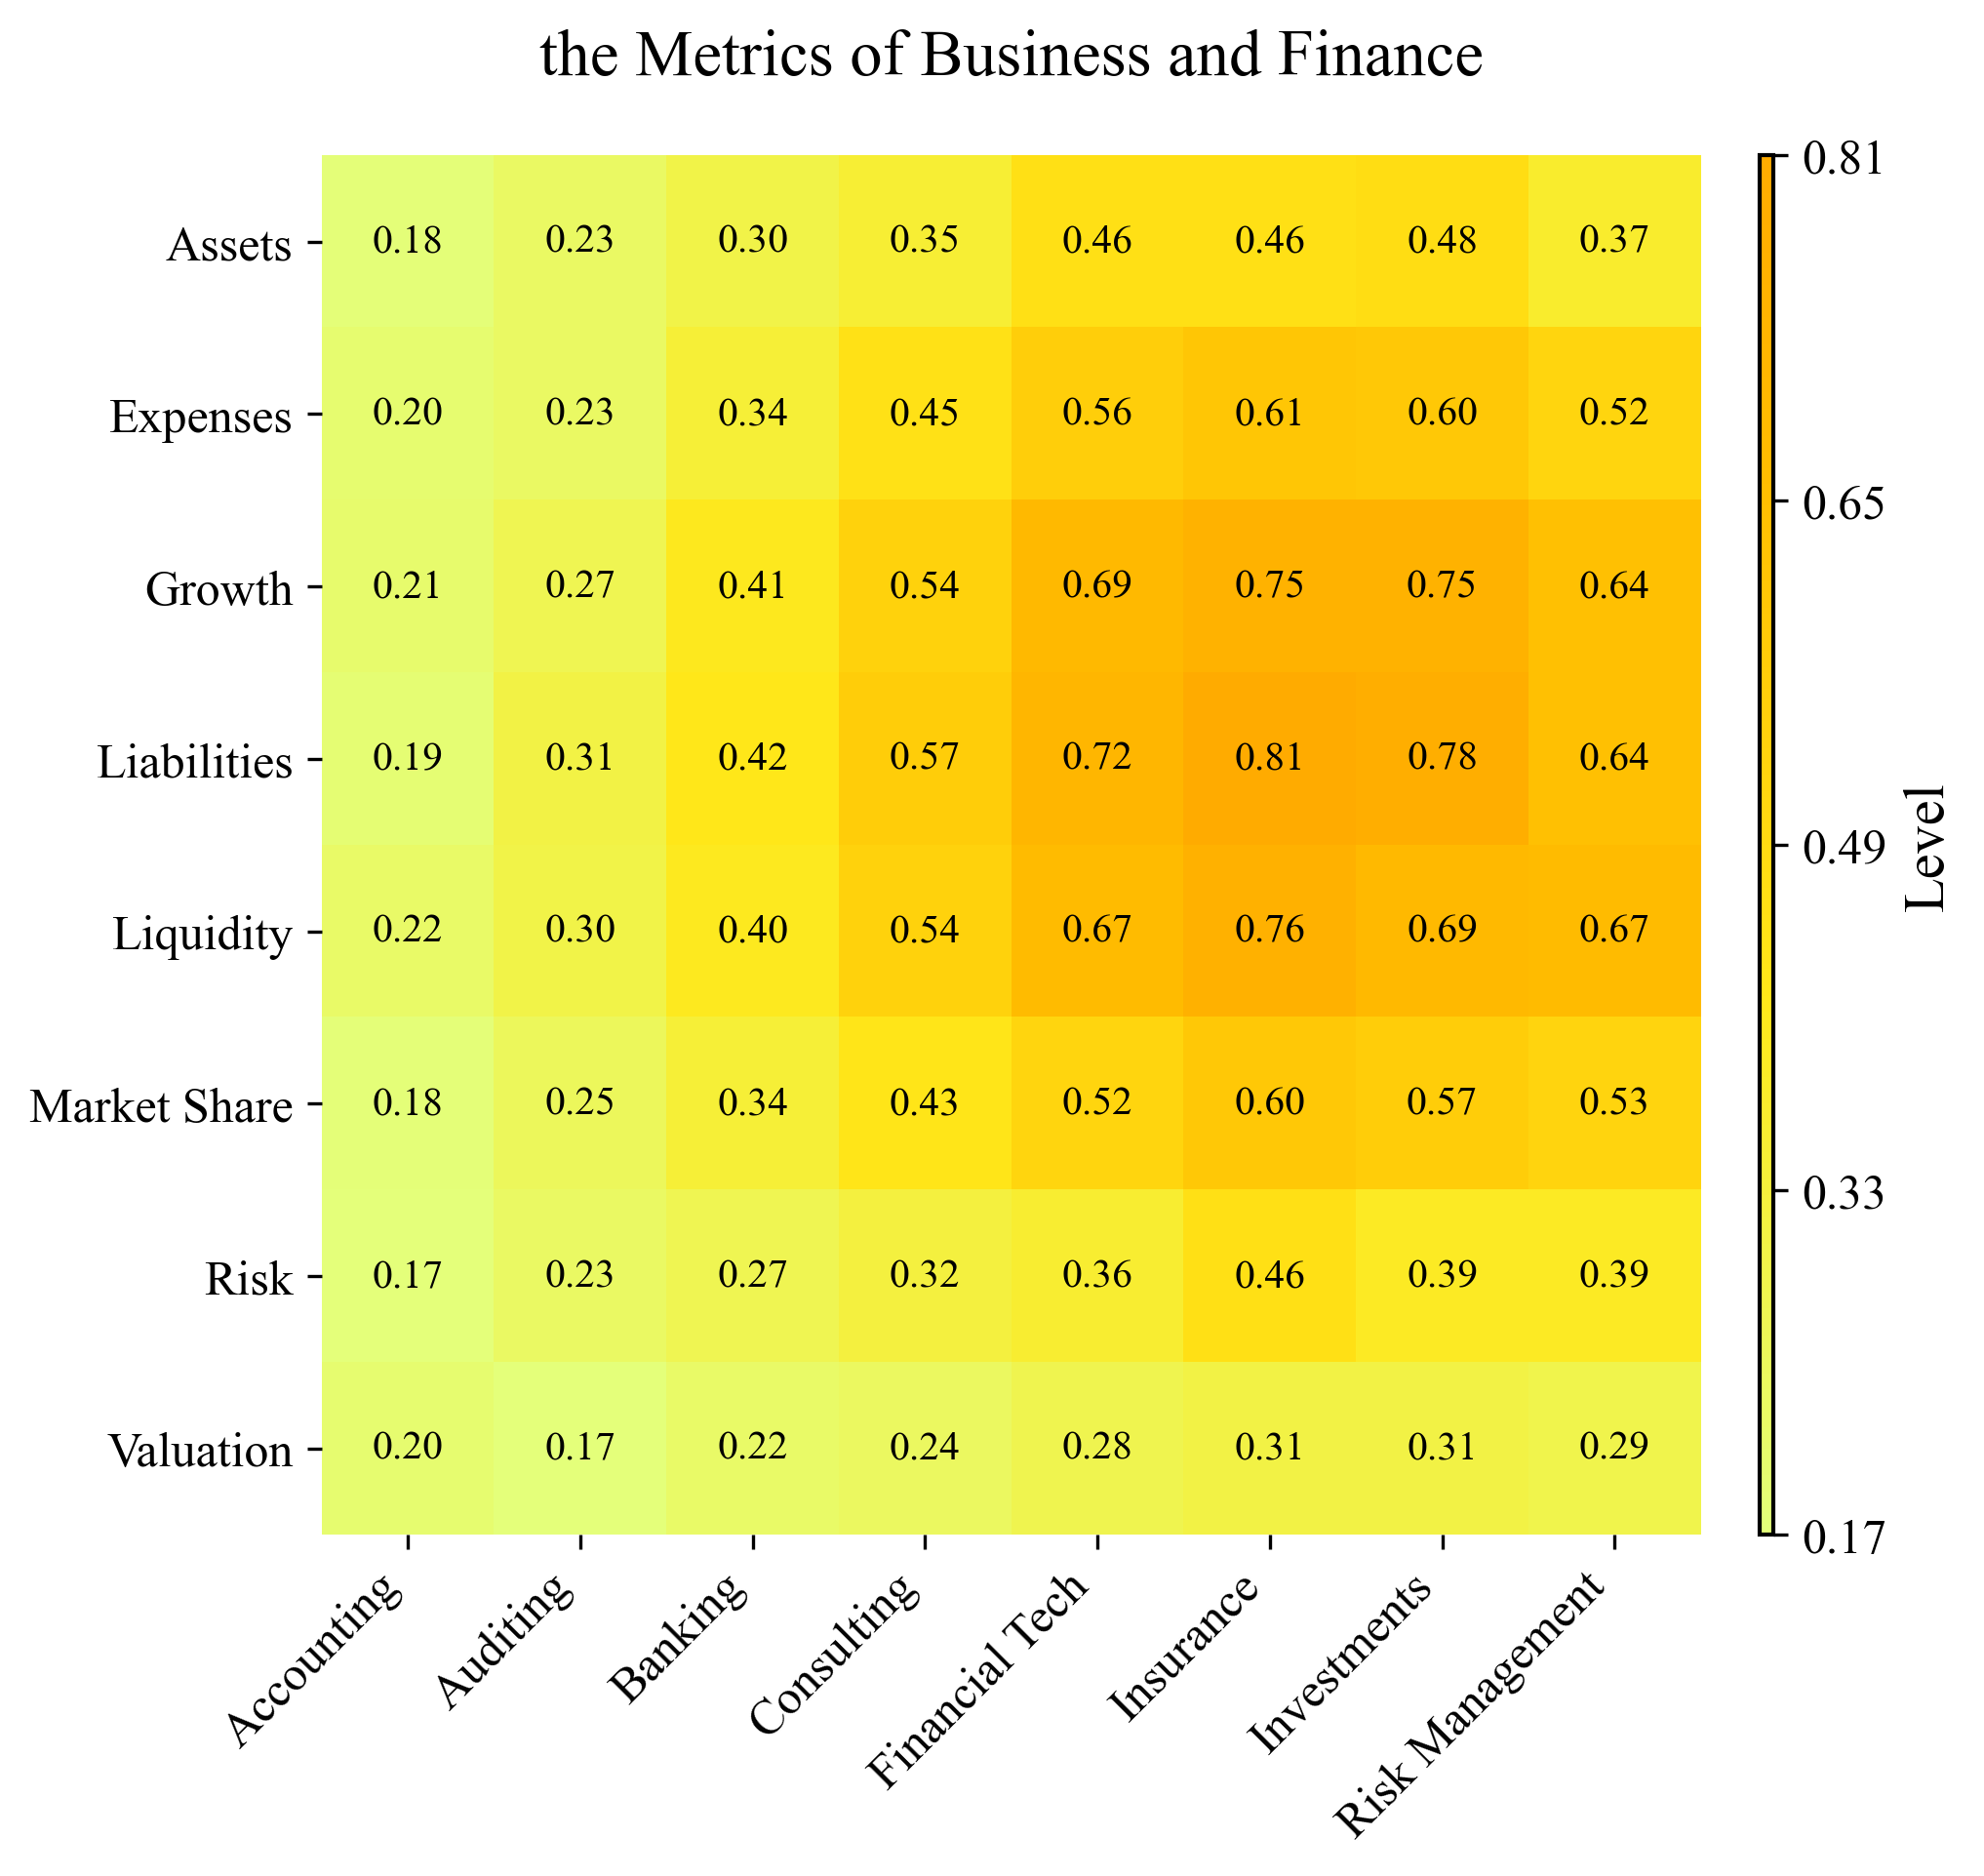 the Metrics of Business and Finance
Assets 0.18 0.23 0.30 0.35 0.46 0.46 0.48 0.37
Expenses 0.20 0.23 0.34 0.45 0.56 0.61 0.60 0.52
Growth 0.21 0.27 0.41 0.54 0.69 0.75 0.75 0.64
Liabilities 0.19 0.31 0.42 0.57 0.72 0.81 0.78 0.64
Liquidity 0.22 0.30 0.40 0.54 0.67 0.76 0.69 0.67
Market Share 0.18 0.25 0.34 0.43 0.52 0.60 0.57 0.53
Risk 0.17 0.23 0.27 0.32 0.36 0.46 0.39 0.39
Valuation 0.20 0.17 0.22 0.24 0.28 0.31 0.31 0.29
Accounting
Auditing
Banking
Consulting
Financial Tech
Insurance
Investments
Risk Management
0.81
0.65
0.49
0.33
0.17
Level